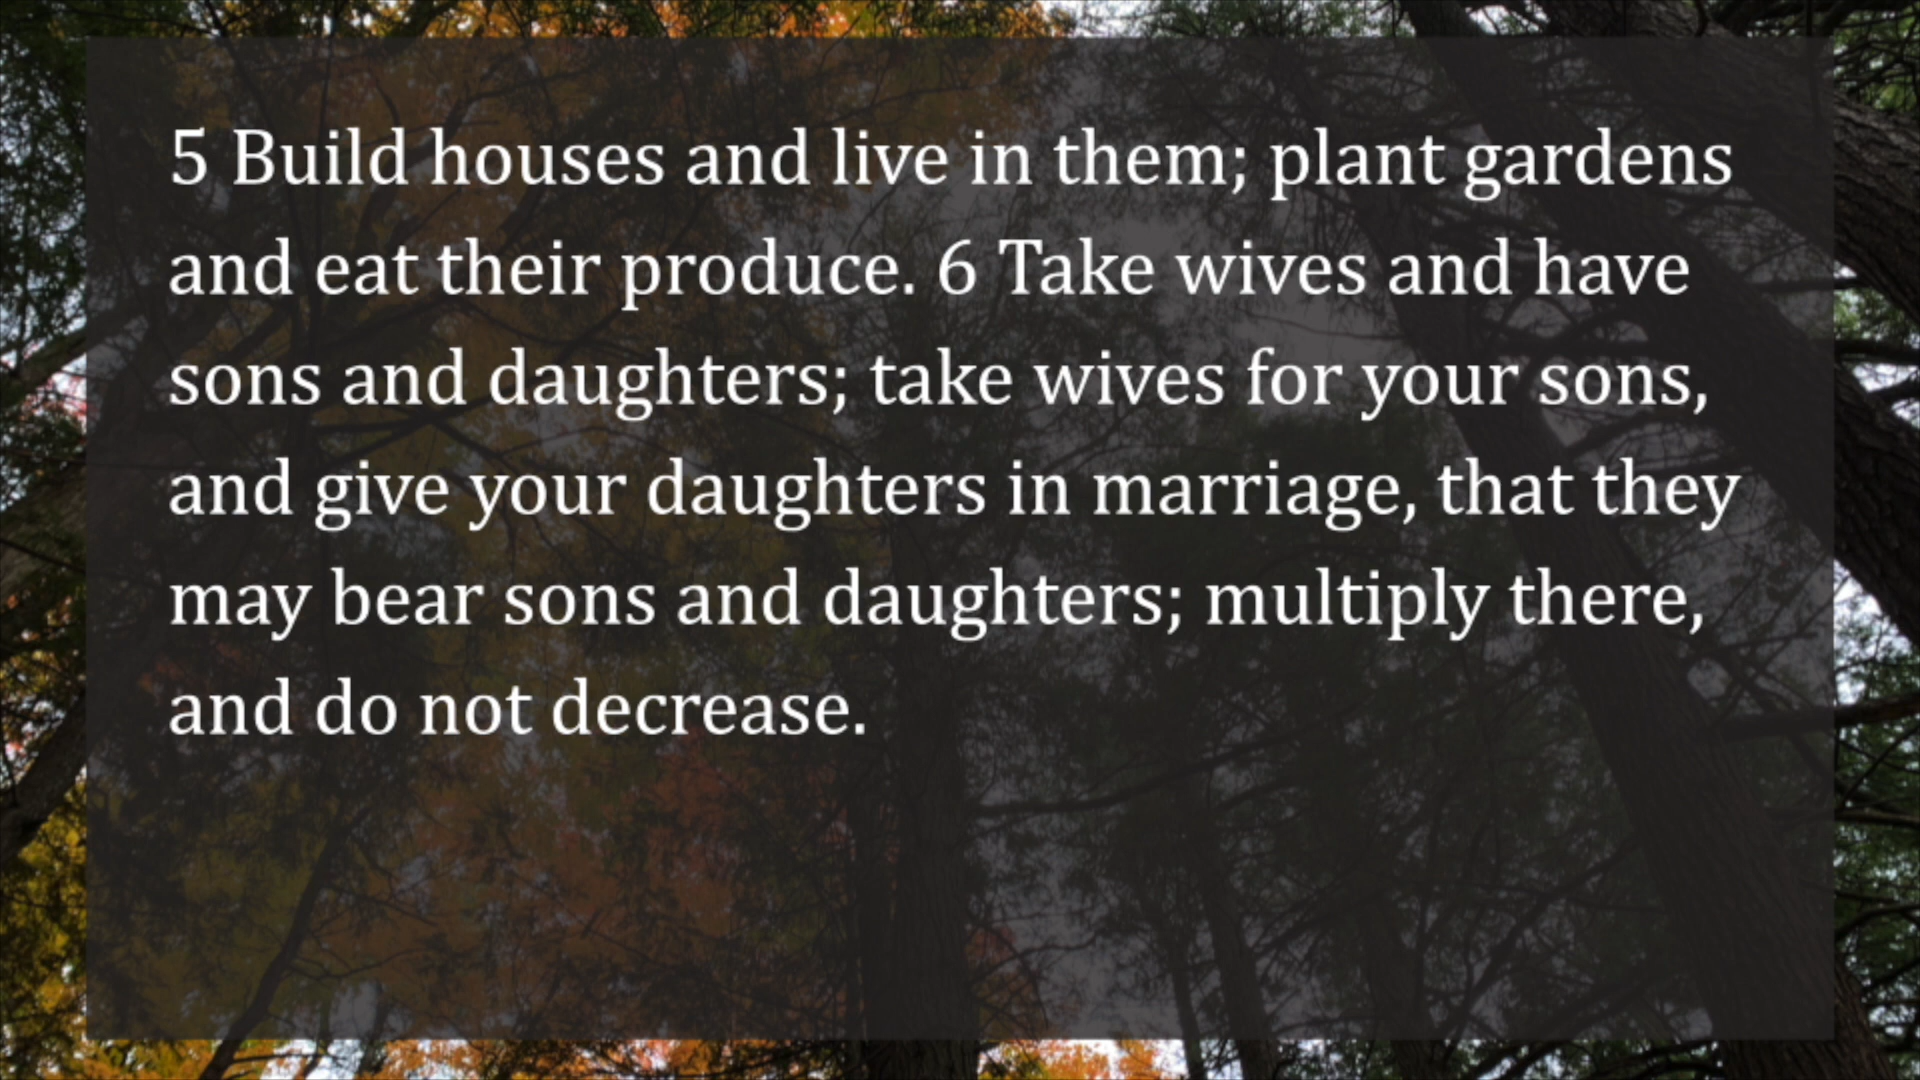 5 Build houses and live in them; plant gardens
and eat their produce. 6 Take wives and have
sons and daughters; take wives for your sons,
and give your daughters in marriage, that they
may bear sons and daughters; multiply there,
and do not decrease.